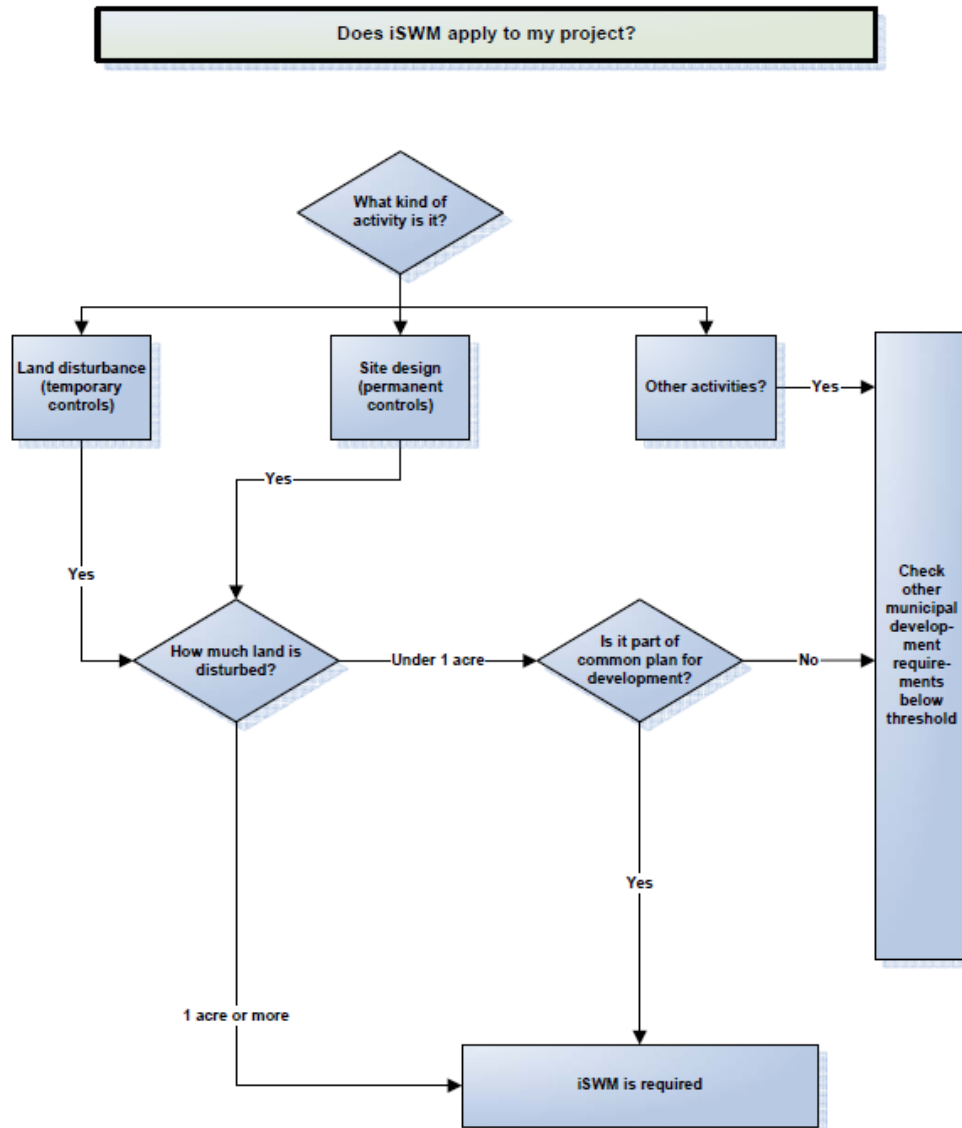 Does iSWM apply to my project?
What kind of
activity is it?
Land disturbance
(temporary
controls)
Site design
(permanent
controls)
Other activities?
Yes
Yes
Yes
How much land is
disturbed?
Under 1 acre
Is it part of
common plan for
development?
No
Check
other
municipal
develop-
ment
require-
ments
below
threshold
Yes
1 acre or more
iSWM is required